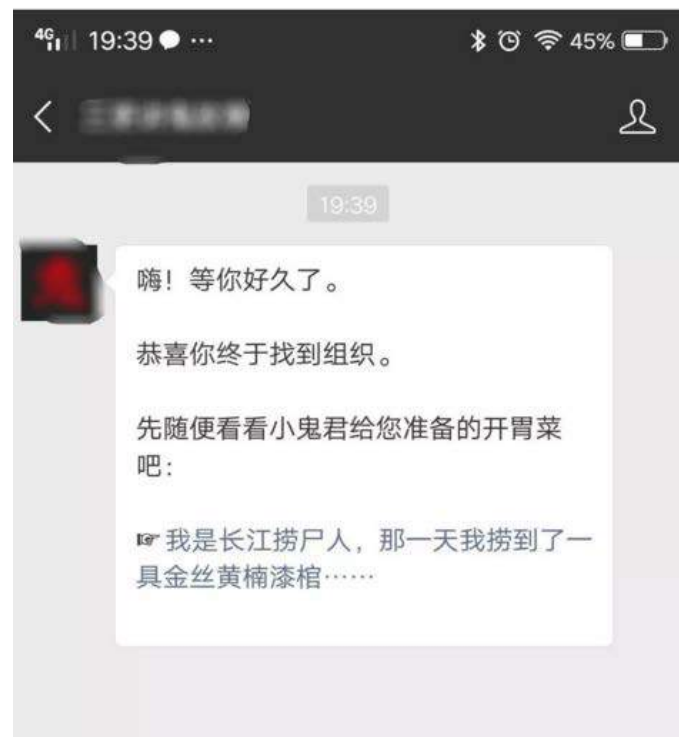 4G 19:39 ...
45%
19:39
嗨！等你好久了。
恭喜你终于找到组织。
先随便看看小鬼君给您准备的开胃菜
吧：
☞我是长江捞尸人，那一天我捞到了一
具金丝黄楠漆棺……